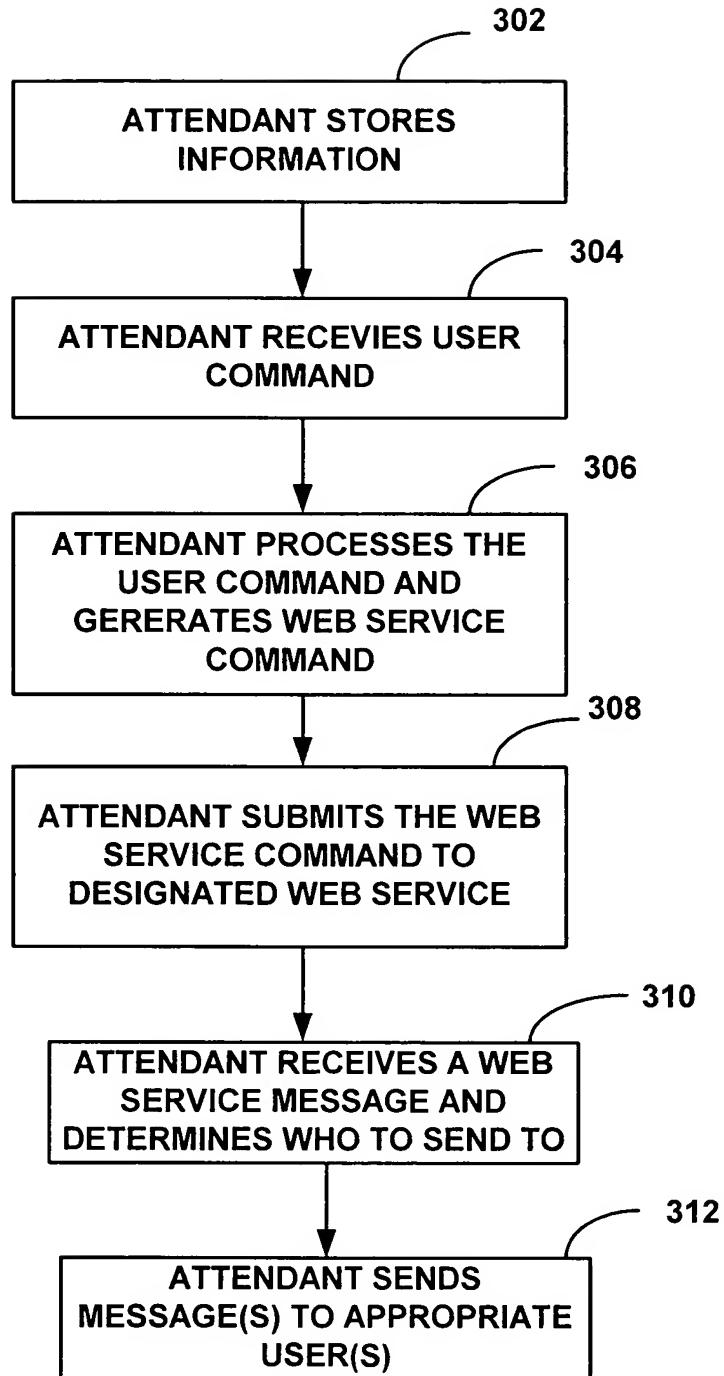 302
ATTENDANT STORES
INFORMATION
304
ATTENDANT RECEVIES USER
COMMAND
306
ATTENDANT PROCESSES THE
USER COMMAND AND
GERERATES WEB SERVICE
COMMAND
308
ATTENDANT SUBMITS THE WEB
SERVICE COMMAND TO
DESIGNATED WEB SERVICE
310
ATTENDANT RECEIVES A WEB
SERVICE MESSAGE AND
DETERMINES WHO TO SEND TO
312
ATTENDANT SENDS
MESSAGE(S) TO APPROPRIATE
USER(S)